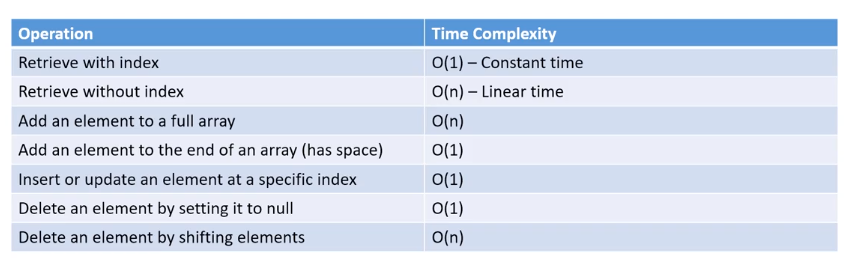 Operation Time Complexity
Retrieve with index O(1) – Constant time
Retrieve without index O(n) – Linear time
Add an element to a full array O(n)
Add an element to the end of an array (has space) O(1)
Insert or update an element at a specific index O(1)
Delete an element by setting it to null O(1)
Delete an element by shifting elements O(n)